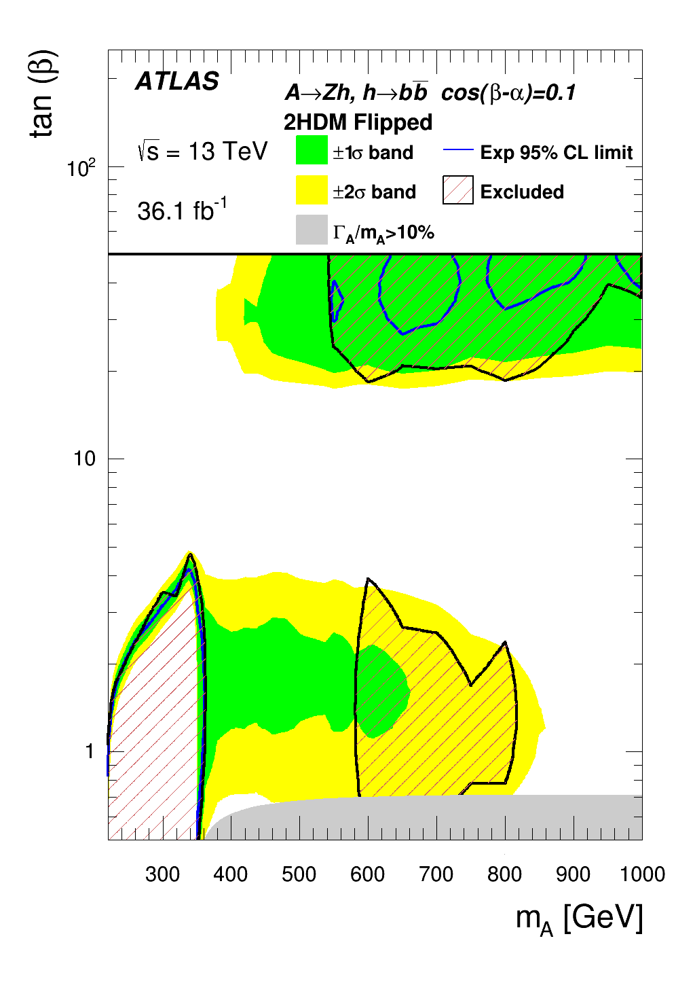 tan (β)
ATLAS
A→Zh, h→bb̅ cos(β-α)=0.1
2HDM Flipped
√s = 13 TeV
±1σ band
Exp 95% CL limit
10²
±2σ band
Excluded
36.1 fb⁻¹
Γ_A/m_A>10%
10
1
300 400 500 600 700 800 900 1000
m_A [GeV]